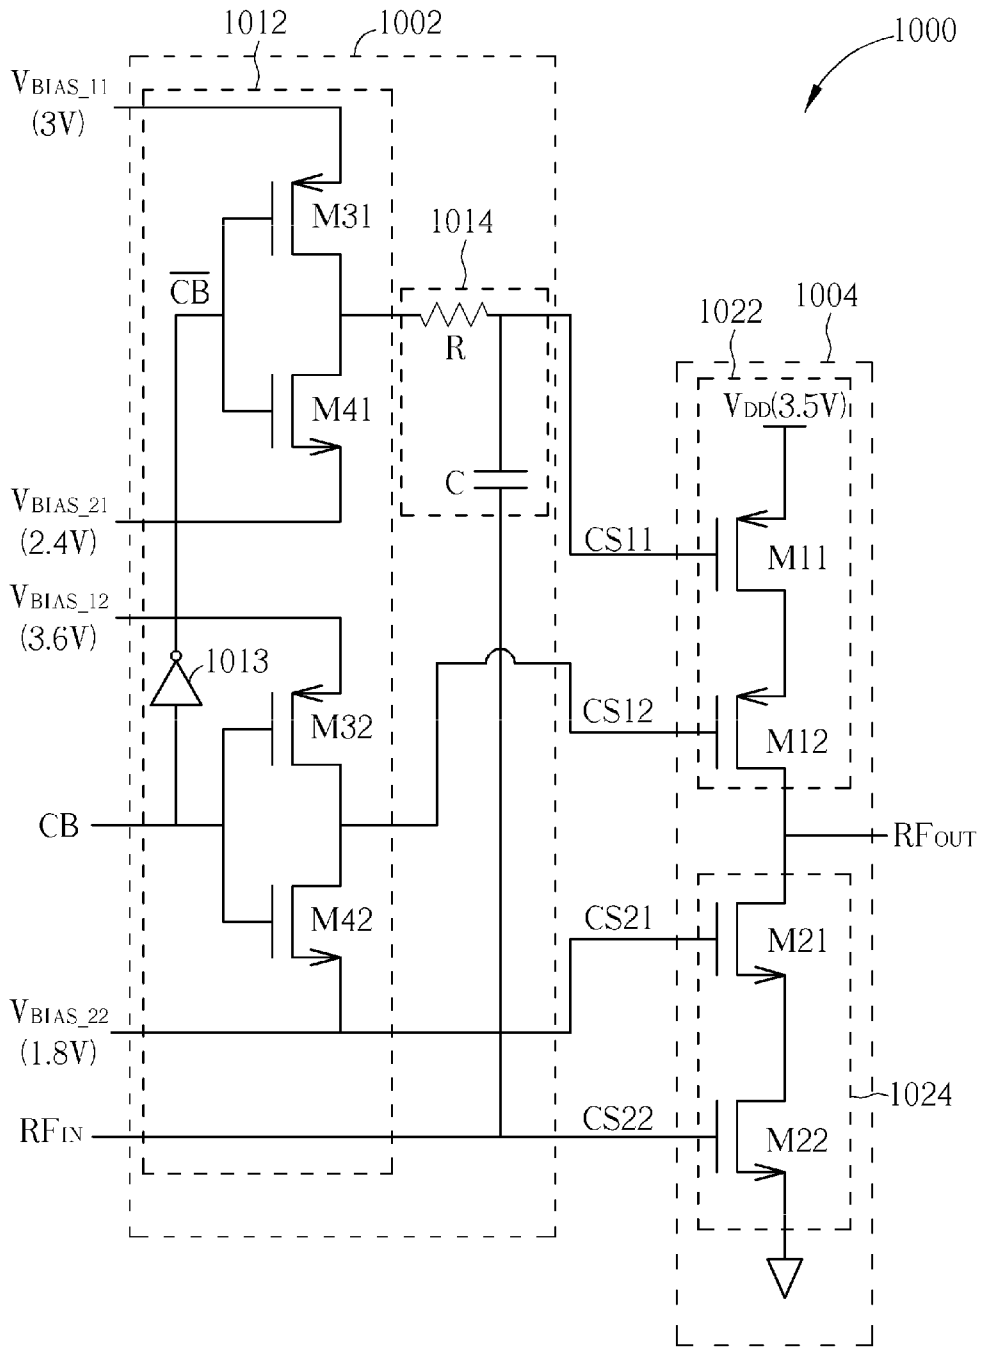 1012
1002
1000
VBIAS_11
(3V)
M31
1014
CB
R
1004
1022
VDD(3.5V)
M41
C
VBIAS_21
(2.4V)
CS11
M11
VBIAS_12
(3.6V)
1013
M32
CS12
M12
CB
RFOUT
M42
CS21
M21
VBIAS_22
(1.8V)
1024
RFIN
CS22
M22